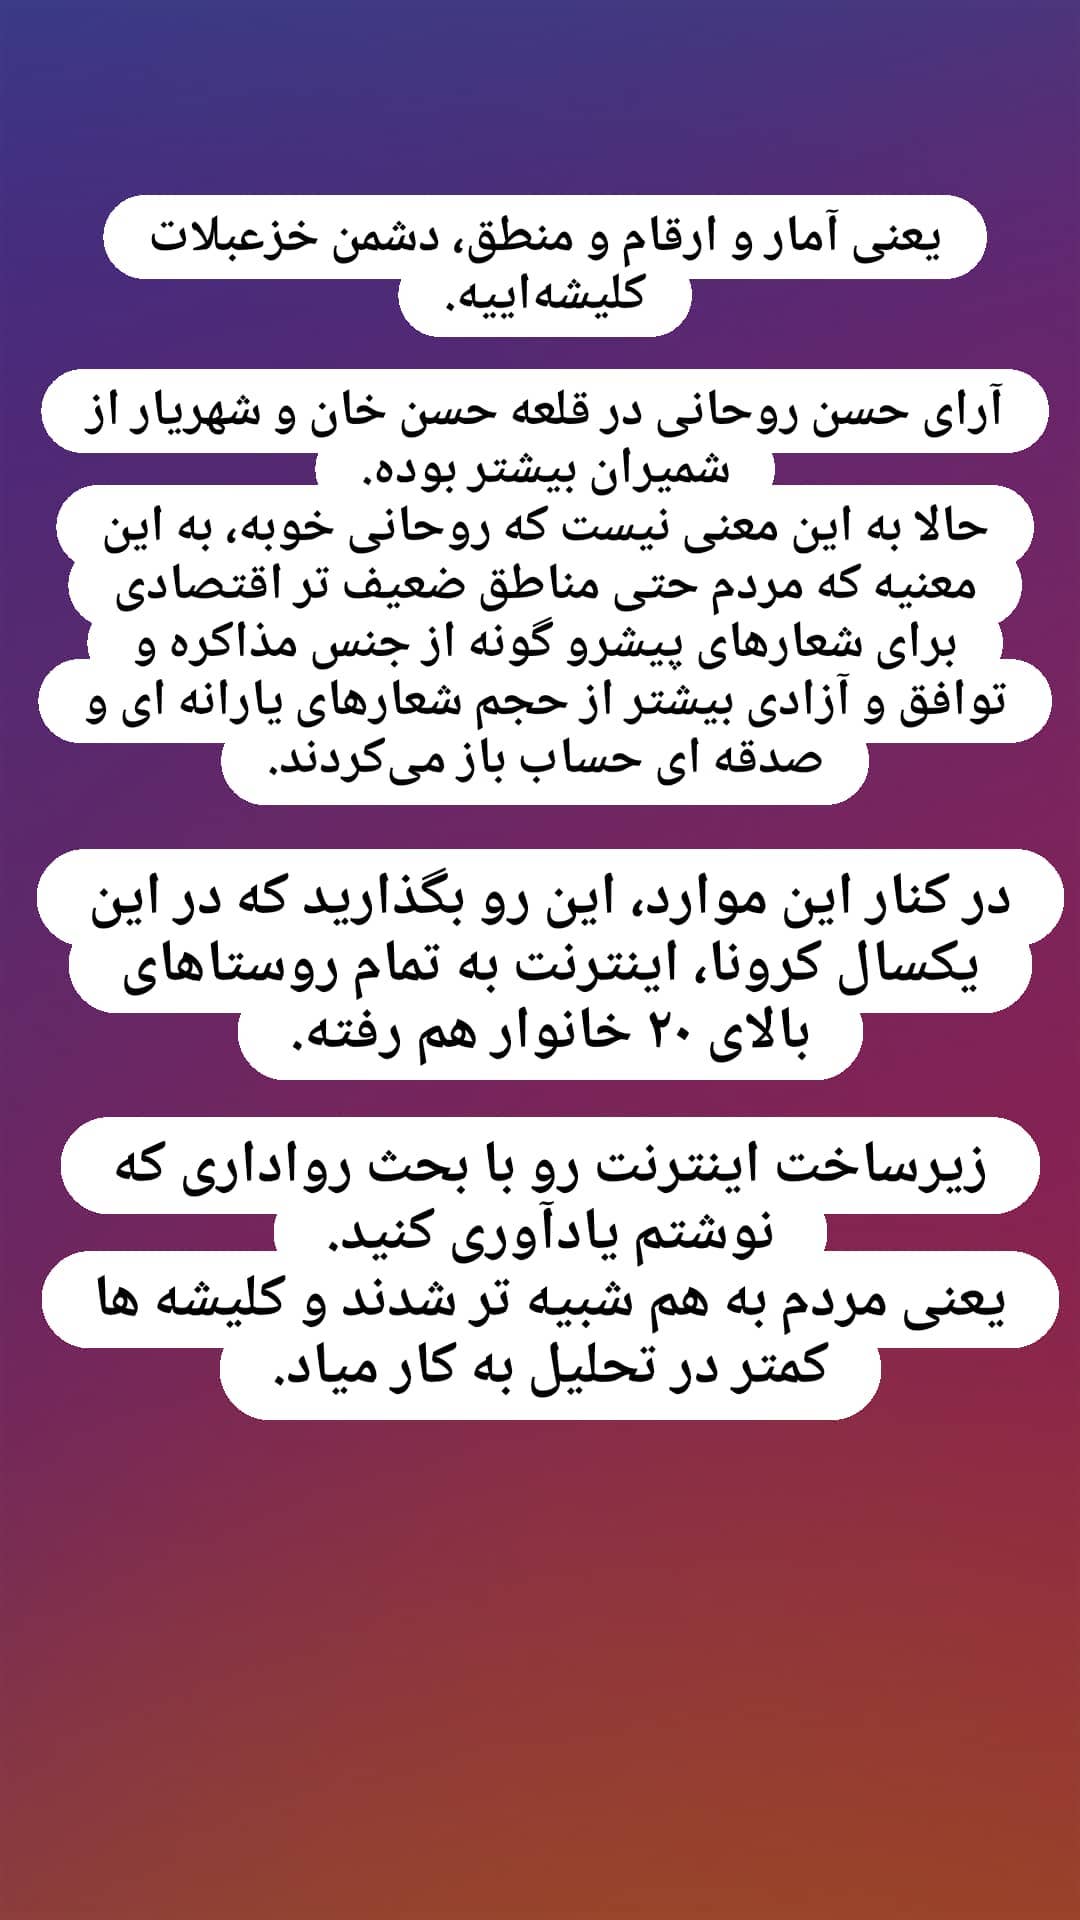 یعنی آمار و ارقام و منطق، دشمن خزعبلات
کلیشه‌اییه.
آرای حسن روحانی در قلعه حسن خان و شهریار از
شمیران بیشتر بوده.
حالا به این معنی نیست که روحانی خوبه، به این
معنیه که مردم حتی مناطق ضعیف تر اقتصادی
برای شعارهای پیشرو گونه از جنس مذاکره و
توافق و آزادی بیشتر از حجم شعارهای یارانه ای و
صدقه ای حساب باز می‌کردند.
در کنار این موارد، این رو بگذارید که در این
یکسال کرونا، اینترنت به تمام روستاهای
بالای ۲۰ خانوار هم رفته.
زیرساخت اینترنت رو با بحث رواداری که
نوشتم یادآوری کنید.
یعنی مردم به هم شبیه تر شدند و کلیشه ها
کمتر در تحلیل به کار میاد.